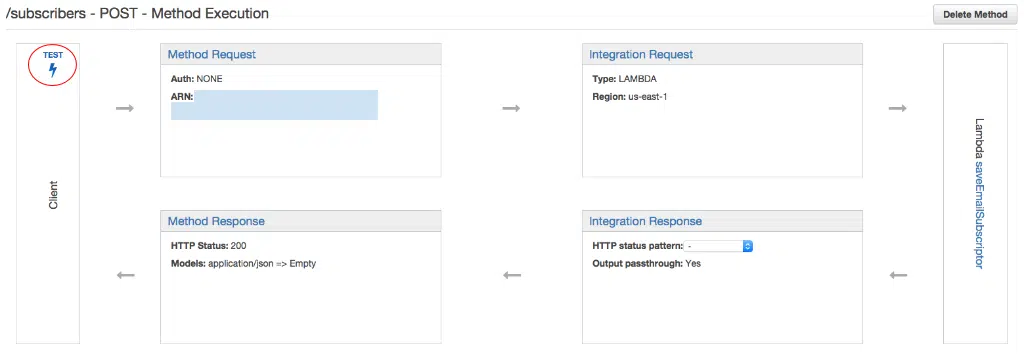 /subscribers - POST - Method Execution
Delete Method
TEST
Client
Method Request
Auth: NONE
ARN:
Integration Request
Type: LAMBDA
Region: us-east-1
Lambda saveEmailSubscriptor
Method Response
HTTP Status: 200
Models: application/json => Empty
Integration Response
HTTP status pattern: -
Output passthrough: Yes